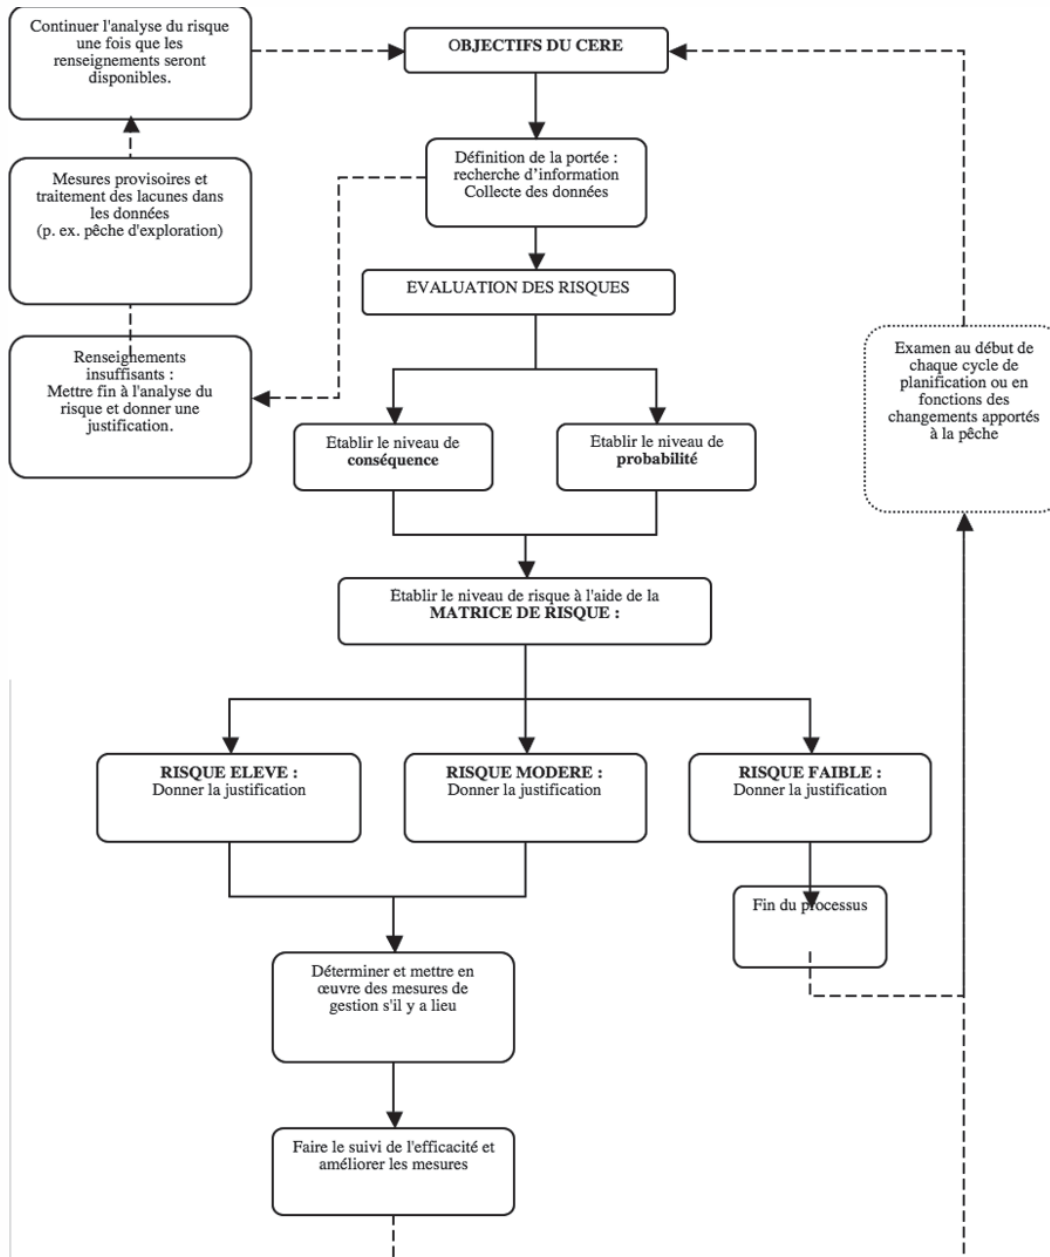 Continuer l'analyse du risque
une fois que les
renseignements seront
disponibles.
OBJECTIFS DU CERE
Définition de la portée :
recherche d'information
Collecte des données
Mesures provisoires et
traitement des lacunes dans
les données
(p. ex. pêche d'exploration)
EVALUATION DES RISQUES
Renseignements
insuffisants :
Mettre fin à l'analyse du
risque et donner une
justification.
Examen au début de
chaque cycle de
planification ou en
fonctions des
changements apportés
à la pêche
Etablir le niveau de
conséquence
Etablir le niveau de
probabilité
Etablir le niveau de risque à l'aide de la
MATRICE DE RISQUE :
RISQUE ELEVE :
Donner la justification
RISQUE MODERE :
Donner la justification
RISQUE FAIBLE :
Donner la justification
Fin du processus
Déterminer et mettre en
œuvre des mesures de
gestion s'il y a lieu
Faire le suivi de l'efficacité et
améliorer les mesures